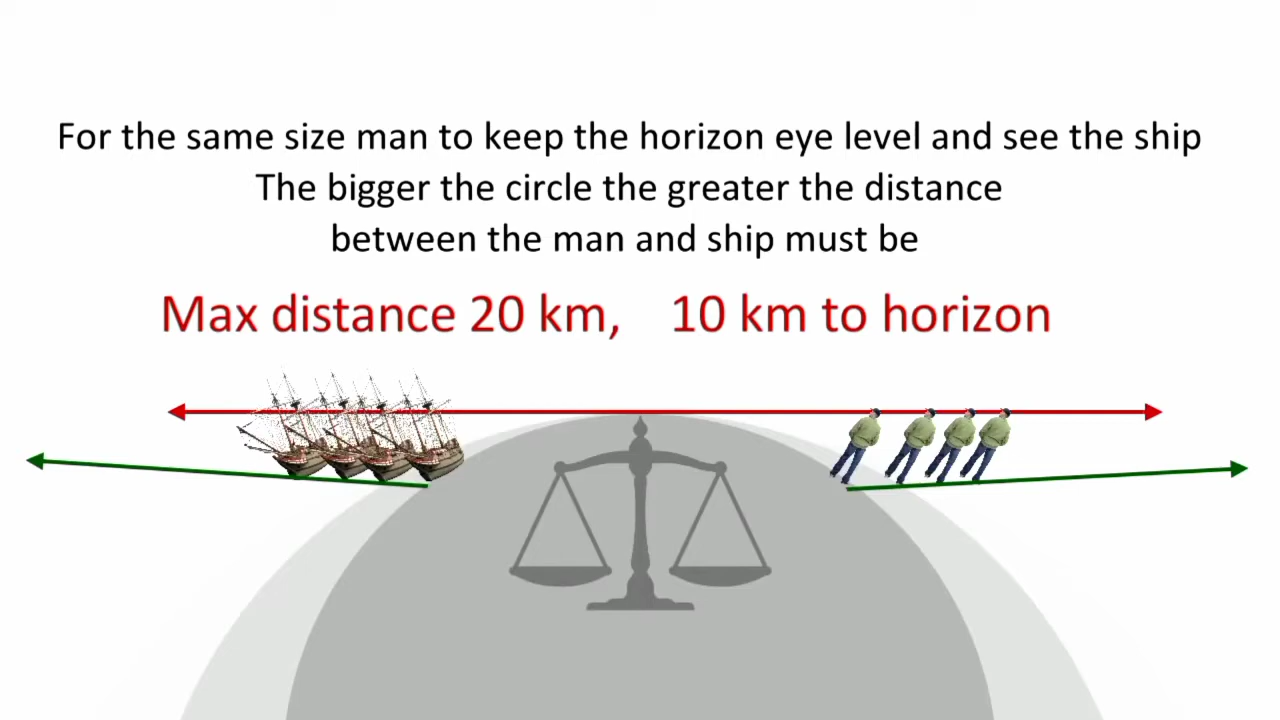 For the same size man to keep the horizon eye level and see the ship
The bigger the circle the greater the distance
between the man and ship must be
Max distance 20 km, 10 km to horizon